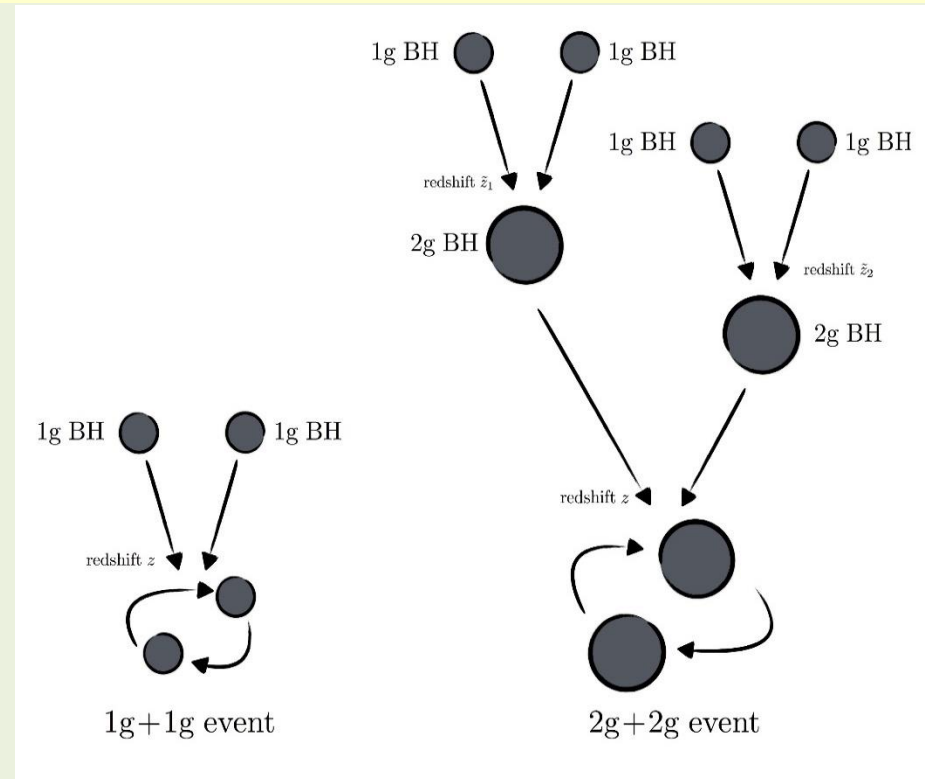 1g BH
1g BH
1g BH
1g BH
redshift z̃₁
2g BH
redshift z̃₂
2g BH
1g BH
1g BH
redshift z
redshift z
1g+1g event
2g+2g event